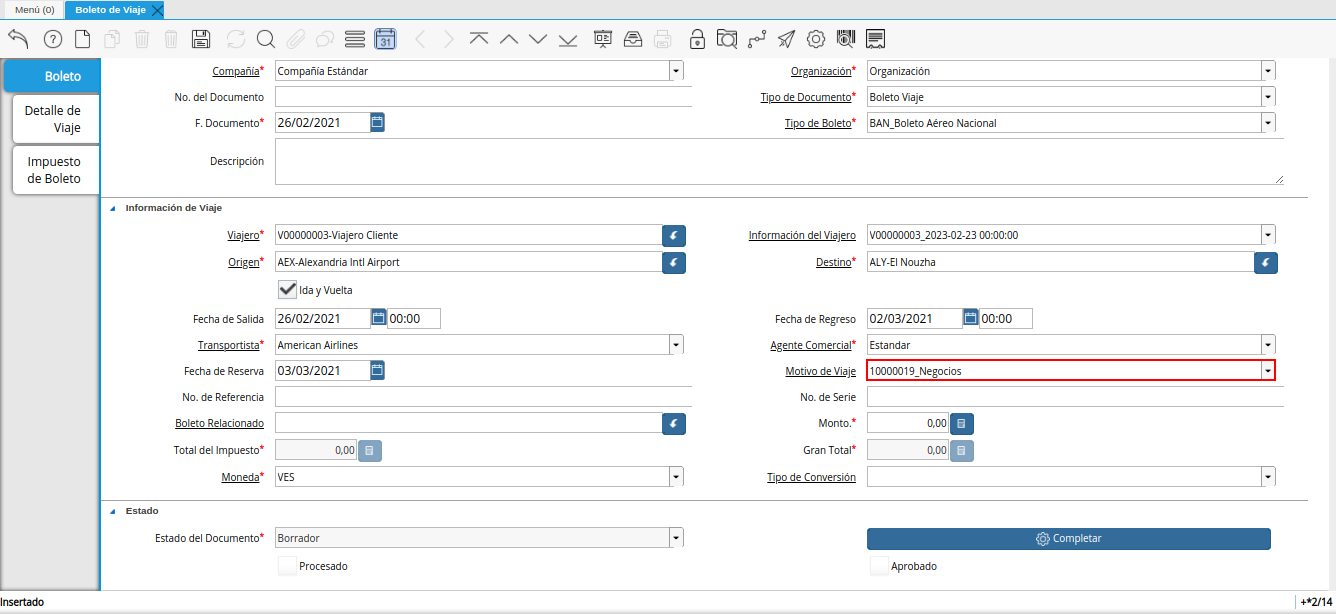 Menú (0) Boleto de Viaje
31
Boleto
Detalle de Viaje
Impuesto de Boleto
Compañía* Compañía Estándar Organización* Organización
No. del Documento Tipo de Documento* Boleto Viaje
F. Documento* 26/02/2021 Tipo de Boleto* BAN_Boleto Aéreo Nacional
Descripción
Información de Viaje
Viajero* V00000003-Viajero Cliente Información del Viajero V00000003_2023-02-23 00:00:00
Origen* AEX-Alexandria Intl Airport Destino* ALY-El Nouzha
Ida y Vuelta
Fecha de Salida 26/02/2021 00:00 Fecha de Regreso 02/03/2021 00:00
Transportista* American Airlines Agente Comercial* Estandar
Fecha de Reserva 03/03/2021 Motivo de Viaje 10000019_Negocios
No. de Referencia No. de Serie
Boleto Relacionado Monto.* 0,00
Total del Impuesto* 0,00 Gran Total* 0,00
Moneda* VES Tipo de Conversión
Estado
Estado del Documento* Borrador Completar
Procesado Aprobado
Insertado +*2/14